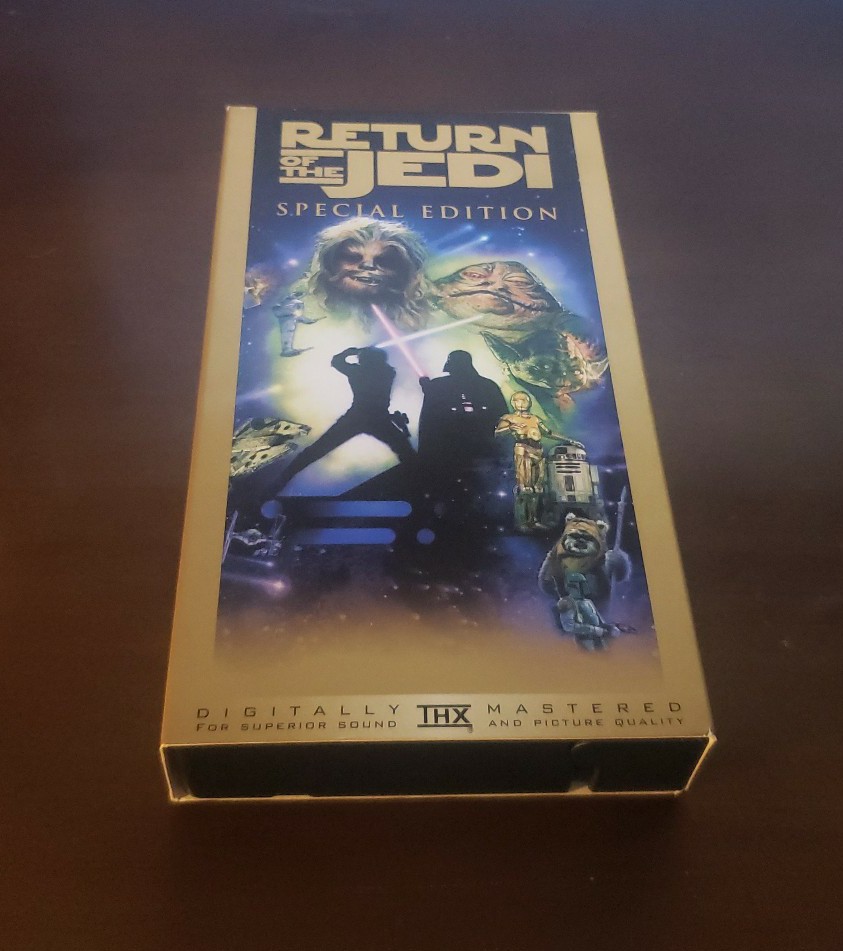 RETURN
OF THE JEDI
SPECIAL EDITION
DIGITALLY THX MASTERED
FOR SUPERIOR SOUND AND PICTURE QUALITY